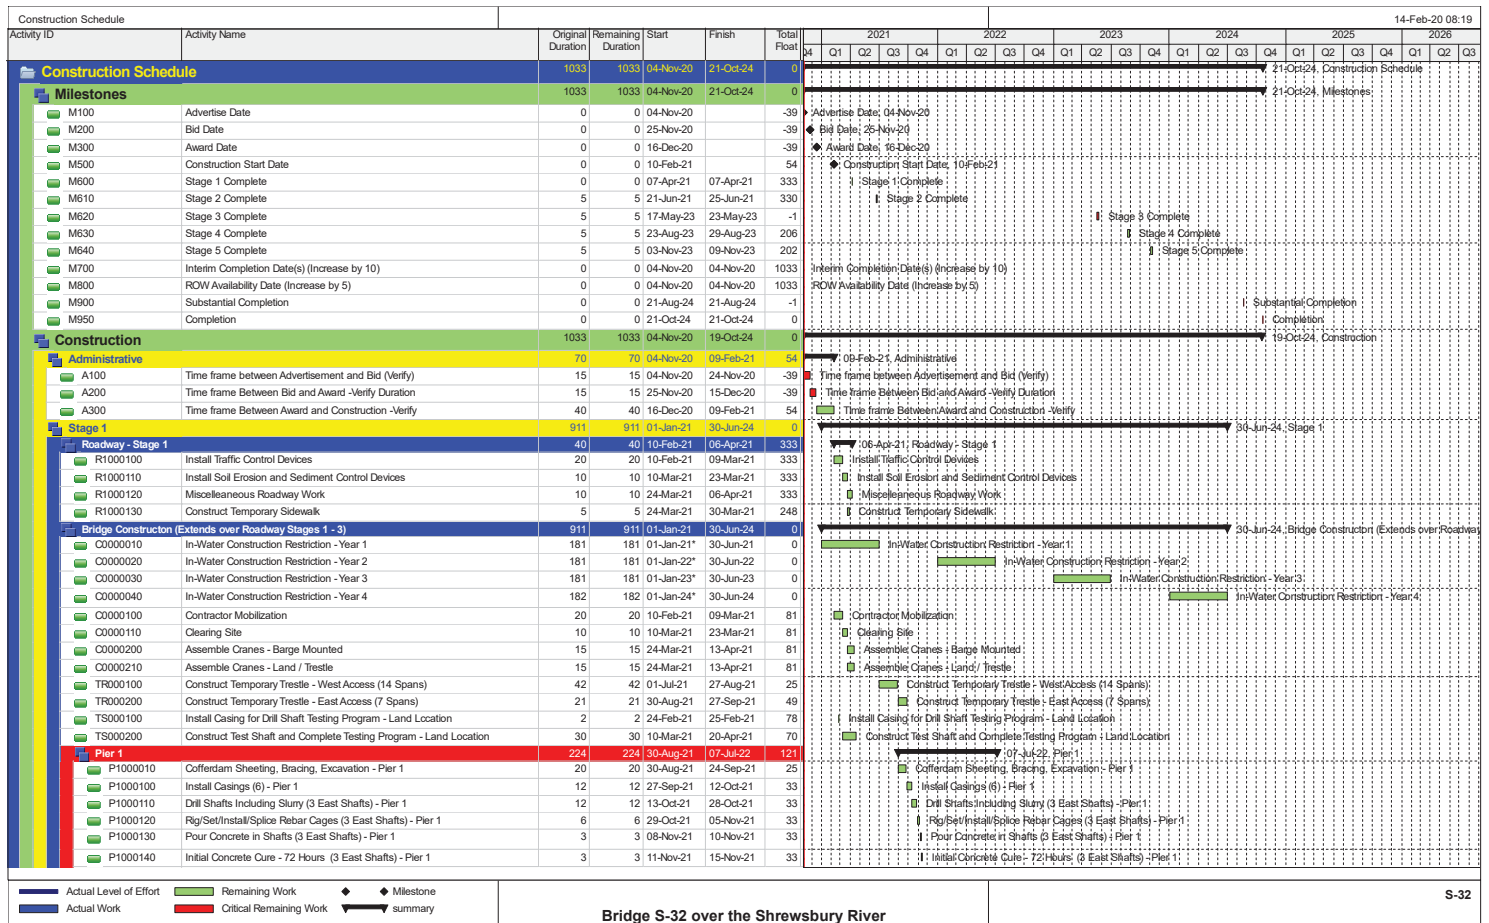 Construction Schedule 14-Feb-20 08:19
Activity ID Activity Name Original Duration Remaining Duration Start Finish Total Float 2021 2022 2023 2024 2025 2026
Q4 Q1 Q2 Q3 Q4 Q1 Q2 Q3 Q4 Q1 Q2 Q3 Q4 Q1 Q2 Q3 Q4 Q1 Q2 Q3 Q4 Q1 Q2 Q3
Construction Schedule 1033 1033 04-Nov-20 21-Oct-24 0 21-Oct-24, Construction Schedule
Milestones 1033 1033 04-Nov-20 21-Oct-24 0 21-Oct-24, Milestones
M100 Advertise Date 0 0 04-Nov-20 -39 Advertise Date, 04-Nov-20
M200 Bid Date 0 0 25-Nov-20 -39 Bid Date, 25-Nov-20
M300 Award Date 0 0 16-Dec-20 -39 Award Date, 16-Dec-20
M500 Construction Start Date 0 0 10-Feb-21 54 Construction Start Date, 10-Feb-21
M600 Stage 1 Complete 0 0 07-Apr-21 07-Apr-21 333 Stage 1 Complete
M610 Stage 2 Complete 5 5 21-Jun-21 25-Jun-21 330 Stage 2 Complete
M620 Stage 3 Complete 5 5 17-May-23 23-May-23 -1 Stage 3 Complete
M630 Stage 4 Complete 5 5 23-Aug-23 29-Aug-23 206 Stage 4 Complete
M640 Stage 5 Complete 5 5 03-Nov-23 09-Nov-23 202 Stage 5 Complete
M700 Interim Completion Date(s) (Increase by 10) 0 0 04-Nov-20 04-Nov-20 1033 Interim Completion Date(s) (Increase by 10)
M800 ROW Availability Date (Increase by 5) 0 0 04-Nov-20 04-Nov-20 1033 ROW Availability Date (Increase by 5)
M900 Substantial Completion 0 0 21-Aug-24 21-Aug-24 -1 Substantial Completion
M950 Completion 0 0 21-Oct-24 21-Oct-24 0 Completion
Construction 1033 1033 04-Nov-20 19-Oct-24 0 19-Oct-24, Construction
Administrative 70 70 04-Nov-20 09-Feb-21 54 09-Feb-21, Administrative
A100 Time frame between Advertisement and Bid (Verify) 15 15 04-Nov-20 24-Nov-20 -39 Time frame between Advertisement and Bid (Verify)
A200 Time frame Between Bid and Award -Verify Duration 15 15 25-Nov-20 15-Dec-20 -39 Time frame Between Bid and Award -Verify Duration
A300 Time frame Between Award and Construction -Verify 40 40 16-Dec-20 09-Feb-21 54 Time frame Between Award and Construction -Verify
Stage 1 911 911 01-Jan-21 30-Jun-24 0 30-Jun-24, Stage 1
Roadway - Stage 1 40 40 10-Feb-21 06-Apr-21 333 06-Apr-21, Roadway - Stage 1
R1000100 Install Traffic Control Devices 20 20 10-Feb-21 09-Mar-21 333 Install Traffic Control Devices
R1000110 Install Soil Erosion and Sediment Control Devices 10 10 10-Mar-21 23-Mar-21 333 Install Soil Erosion and Sediment Control Devices
R1000120 Miscelleaneous Roadway Work 10 10 24-Mar-21 06-Apr-21 333 Miscelleaneous Roadway Work
R1000130 Construct Temporary Sidewalk 5 5 24-Mar-21 30-Mar-21 248 Construct Temporary Sidewalk
Bridge Constructon (Extends over Roadway Stages 1 - 3) 911 911 01-Jan-21 30-Jun-24 0 30-Jun-24, Bridge Constructon (Extends over Roadway
C0000010 In-Water Construction Restriction - Year 1 181 181 01-Jan-21* 30-Jun-21 0 In-Water Construction Restriction - Year 1
C0000020 In-Water Construction Restriction - Year 2 181 181 01-Jan-22* 30-Jun-22 0 In-Water Construction Restriction - Year 2
C0000030 In-Water Construction Restriction - Year 3 181 181 01-Jan-23* 30-Jun-23 0 In-Water Construction Restriction - Year 3
C0000040 In-Water Construction Restriction - Year 4 182 182 01-Jan-24* 30-Jun-24 0 In-Water Construction Restriction - Year 4
C0000100 Contractor Mobilization 20 20 10-Feb-21 09-Mar-21 81 Contractor Mobilization
C0000110 Clearing Site 10 10 10-Mar-21 23-Mar-21 81 Clearing Site
C0000200 Assemble Cranes - Barge Mounted 15 15 24-Mar-21 13-Apr-21 81 Assemble Cranes - Barge Mounted
C0000210 Assemble Cranes - Land / Trestle 15 15 24-Mar-21 13-Apr-21 81 Assemble Cranes - Land / Trestle
TR000100 Construct Temporary Trestle - West Access (14 Spans) 42 42 01-Jul-21 27-Aug-21 25 Construct Temporary Trestle - West Access (14 Spans)
TR000200 Construct Temporary Trestle - East Access (7 Spans) 21 21 30-Aug-21 27-Sep-21 49 Construct Temporary Trestle - East Access (7 Spans)
TS000100 Install Casing for Drill Shaft Testing Program - Land Lccation 2 2 24-Feb-21 25-Feb-21 78 Install Casing for Drill Shaft Testing Program - Land Lccation
TS000200 Construct Test Shaft and Complete Testing Program - Land Location 30 30 10-Mar-21 20-Apr-21 70 Construct Test Shaft and Complete Testing Program - Land Location
Pier 1 224 224 30-Aug-21 07-Jul-22 121 07-Jul-22, Pier 1
P1000010 Cofferdam Sheeting, Bracing, Excavation - Pier 1 20 20 30-Aug-21 24-Sep-21 25 Cofferdam Sheeting, Bracing, Excavation - Pier 1
P1000100 Install Casings (6) - Pier 1 12 12 27-Sep-21 12-Oct-21 33 Install Casings (6) - Pier 1
P1000110 Drill Shafts Including Slurry (3 East Shafts) - Pier 1 12 12 13-Oct-21 28-Oct-21 33 Drill Shafts Including Slurry (3 East Shafts) - Pier 1
P1000120 Rig/Set/Install/Splice Rebar Cages (3 East Shafts) - Pier 1 6 6 29-Oct-21 05-Nov-21 33 Rig/Set/Install/Splice Rebar Cages (3 East Shafts) - Pier 1
P1000130 Pour Concrete in Shafts (3 East Shafts) - Pier 1 3 3 08-Nov-21 10-Nov-21 33 Pour Concrete in Shafts (3 East Shafts) - Pier 1
P1000140 Initial Concrete Cure - 72 Hours (3 East Shafts) - Pier 1 3 3 11-Nov-21 15-Nov-21 33 Initial Concrete Cure - 72 Hours (3 East Shafts) - Pier 1
Actual Level of Effort Remaining Work Milestone S-32
Actual Work Critical Remaining Work summary
Bridge S-32 over the Shrewsbury River